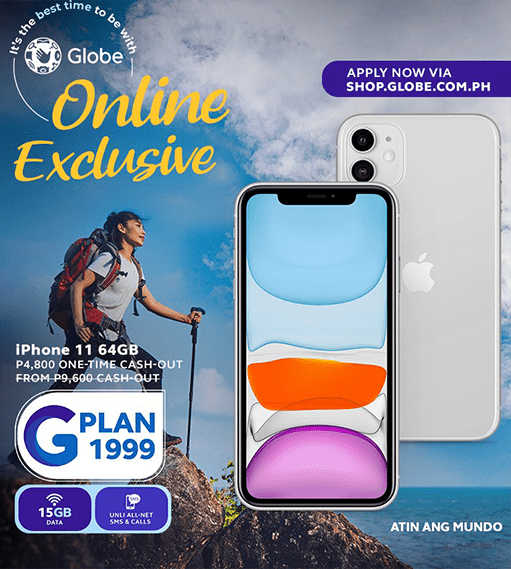 It's the best time to be with
Globe
Online
Exclusive
APPLY NOW VIA
SHOP.GLOBE.COM.PH
iPhone 11 64GB
P4,800 ONE-TIME CASH-OUT
FROM P9,600 CASH-OUT
G PLAN
1999
15GB
DATA
SMS
UNLI ALL-NET
SMS & CALLS
ATIN ANG MUNDO